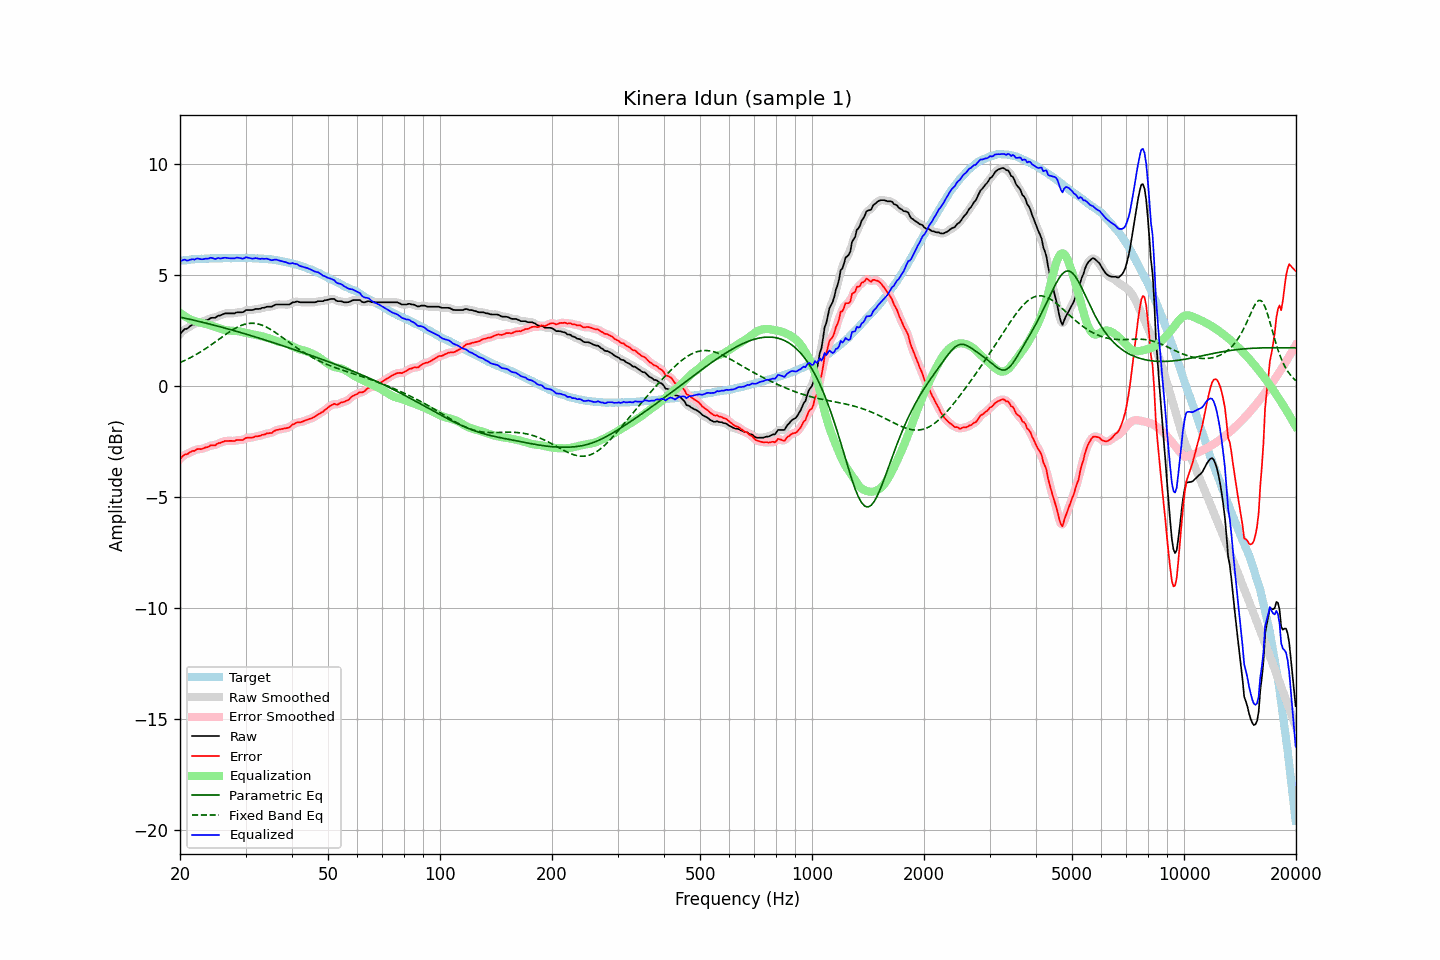 Kinera Idun (sample 1)
10
5
0
−5
−10
−15
−20
Amplitude (dBr)
Target
Raw Smoothed
Error Smoothed
Raw
Error
Equalization
Parametric Eq
Fixed Band Eq
Equalized
20 50 100 200 500 1000 2000 5000 10000 20000
Frequency (Hz)